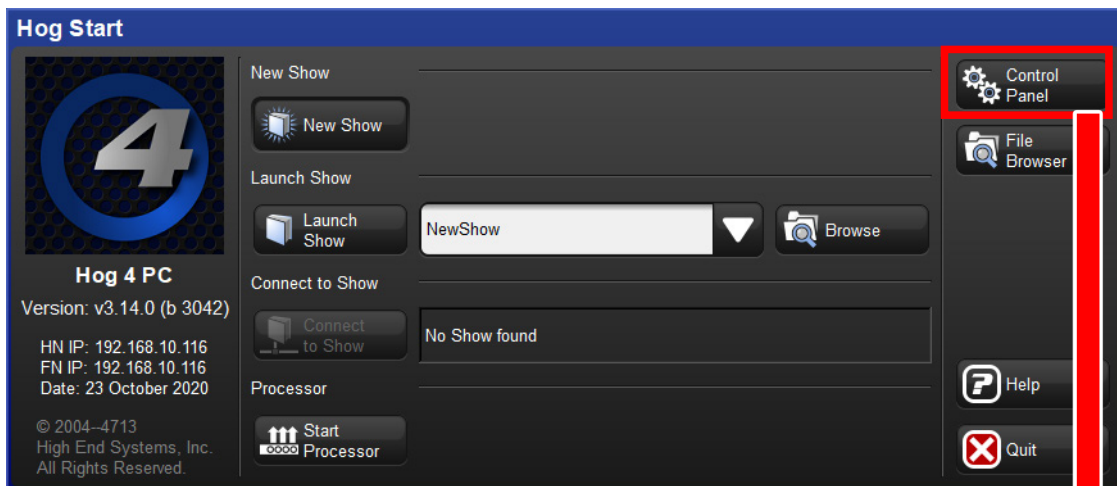 Hog Start
4
Hog 4 PC
Version: v3.14.0 (b 3042)
HN IP: 192.168.10.116
FN IP: 192.168.10.116
Date: 23 October 2020
© 2004--4713
High End Systems, Inc.
All Rights Reserved.
New Show
New Show
Launch Show
Launch
Show
NewShow
Browse
Connect to Show
Connect
to Show
No Show found
Processor
Start
Processor
Control
Panel
File
Browser
?
Help
Quit